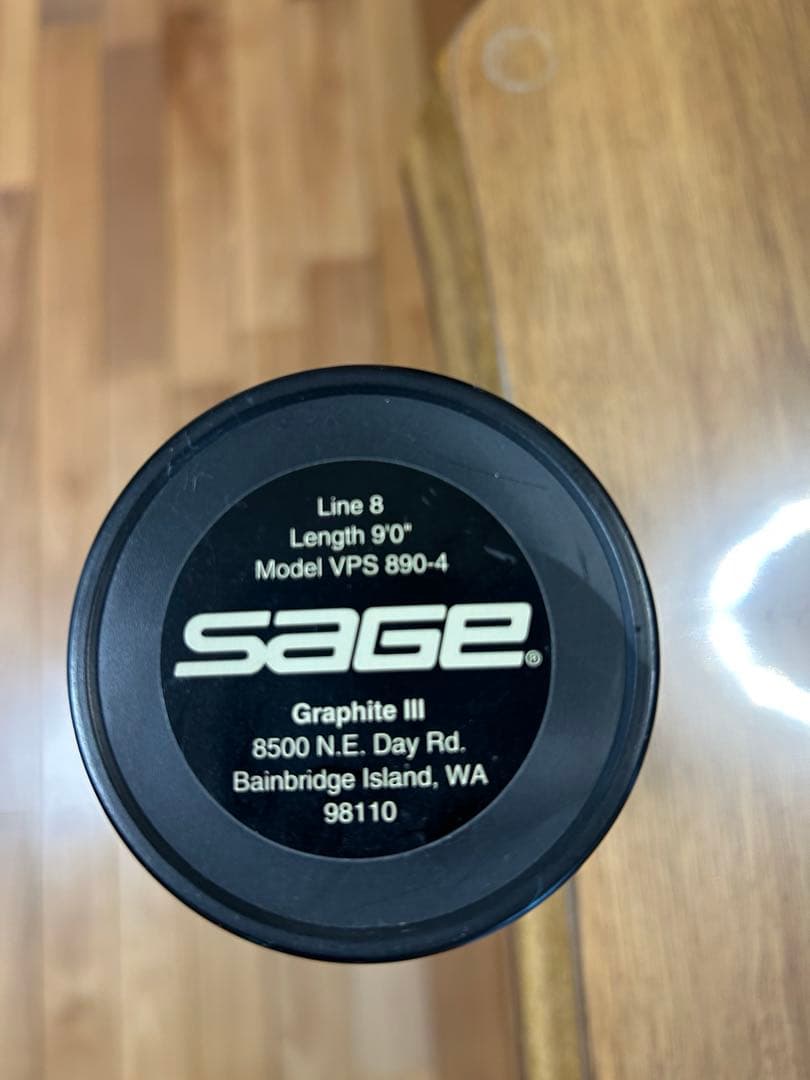 Line 8
Length 9'0"
Model VPS 890-4
SAGE®
Graphite III
8500 N.E. Day Rd.
Bainbridge Island, WA
98110